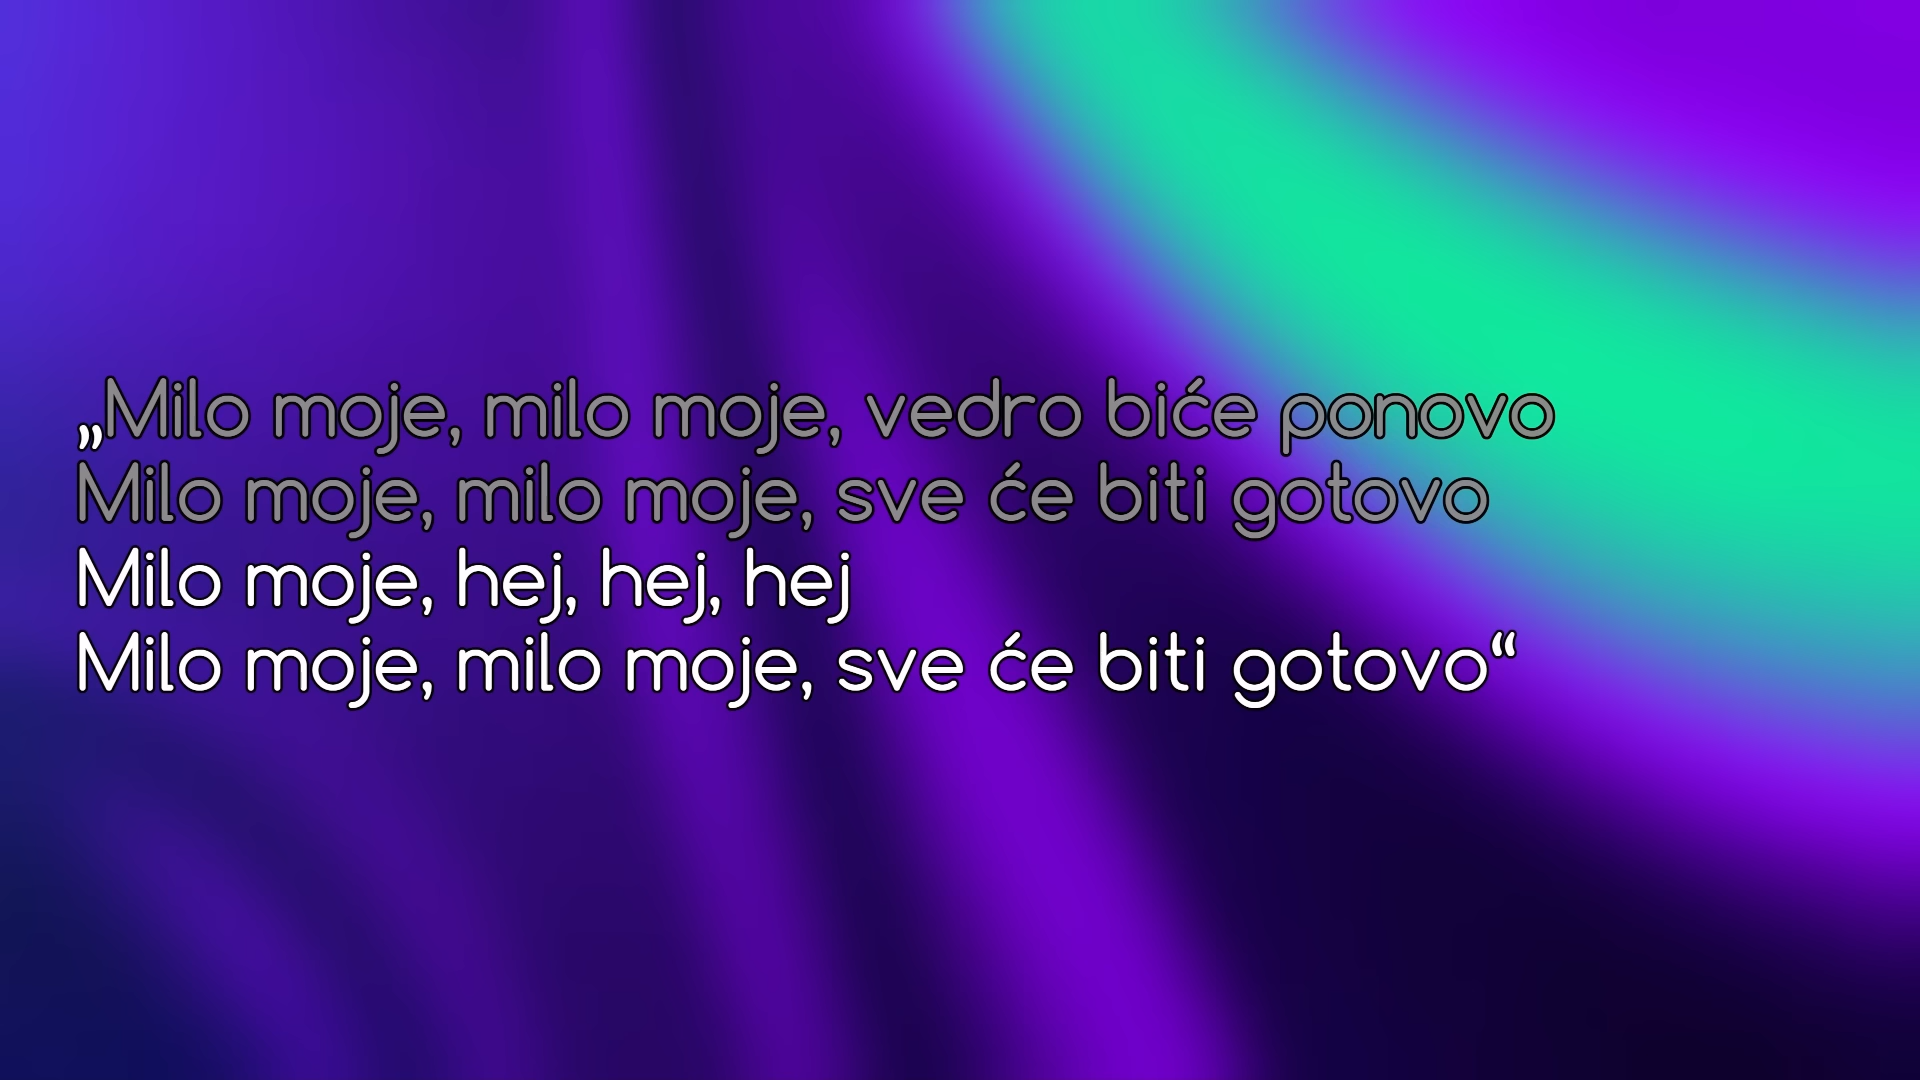 „Milo moje, milo moje, vedro biće ponovo
Milo moje, milo moje, sve će biti gotovo
Milo moje, hej, hej, hej
Milo moje, milo moje, sve će biti gotovo“